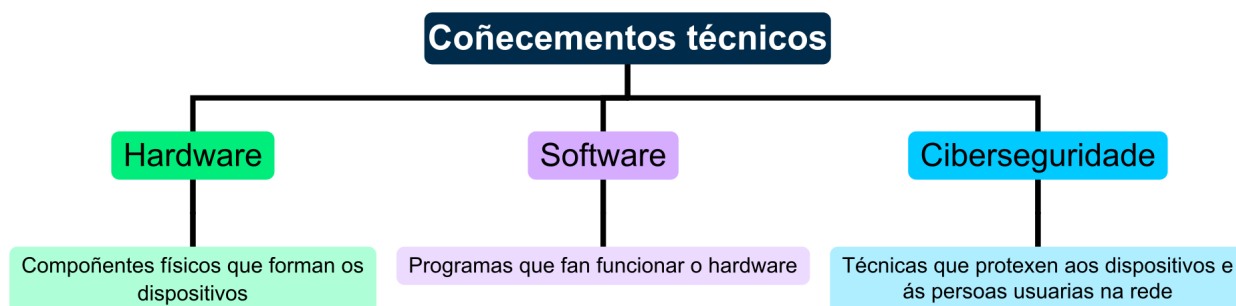 Coñecementos técnicos
Hardware
Software
Ciberseguridade
Compoñentes físicos que forman os
dispositivos
Programas que fan funcionar o hardware
Técnicas que protexen aos dispositivos e
ás persoas usuarias na rede